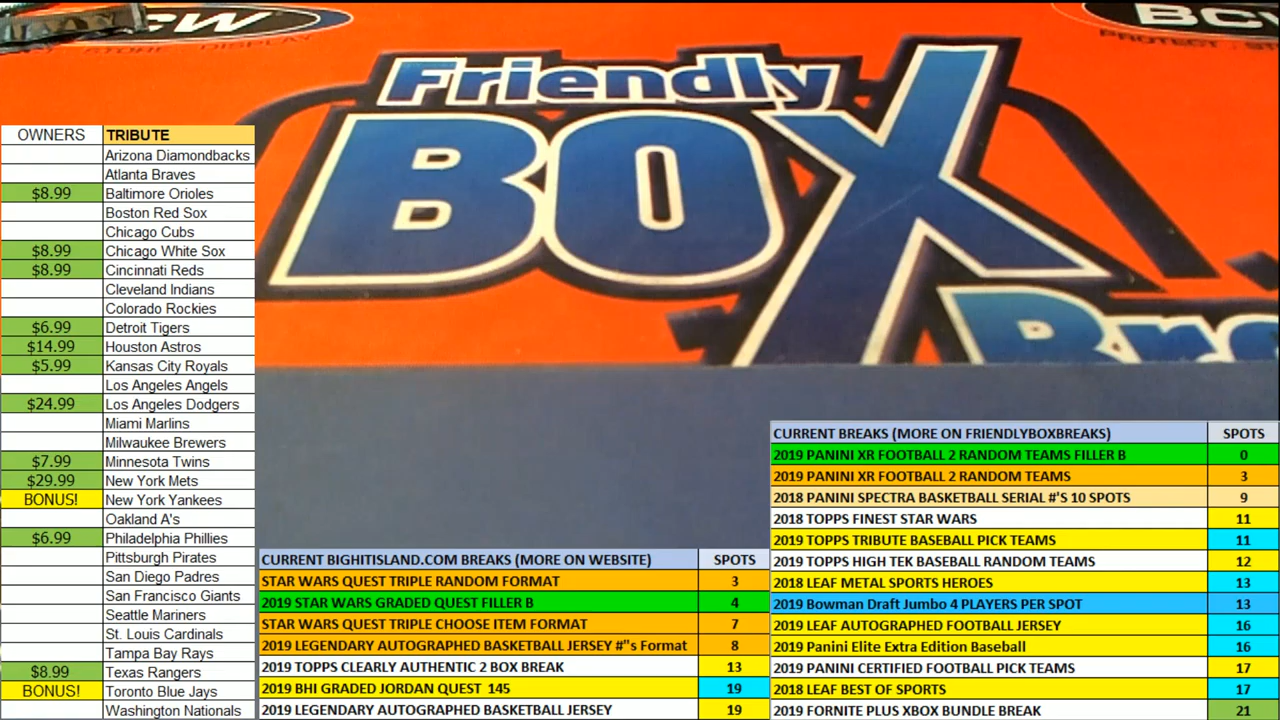 CW
STORE DISPLAY
BC
PROTECT ST
Friendly
BOX
Bre
OWNERS TRIBUTE
Arizona Diamondbacks
Atlanta Braves
$8.99 Baltimore Orioles
Boston Red Sox
Chicago Cubs
$8.99 Chicago White Sox
$8.99 Cincinnati Reds
Cleveland Indians
Colorado Rockies
$6.99 Detroit Tigers
$14.99 Houston Astros
$5.99 Kansas City Royals
Los Angeles Angels
$24.99 Los Angeles Dodgers
Miami Marlins
Milwaukee Brewers
$7.99 Minnesota Twins
$29.99 New York Mets
BONUS! New York Yankees
Oakland A's
$6.99 Philadelphia Phillies
Pittsburgh Pirates
San Diego Padres
San Francisco Giants
Seattle Mariners
St. Louis Cardinals
Tampa Bay Rays
$8.99 Texas Rangers
BONUS! Toronto Blue Jays
Washington Nationals
CURRENT BIGHITISLAND.COM BREAKS (MORE ON WEBSITE) SPOTS
STAR WARS QUEST TRIPLE RANDOM FORMAT 3
2019 STAR WARS GRADED QUEST FILLER B 4
STAR WARS QUEST TRIPLE CHOOSE ITEM FORMAT 7
2019 LEGENDARY AUTOGRAPHED BASKETBALL JERSEY #"s Format 8
2019 TOPPS CLEARLY AUTHENTIC 2 BOX BREAK 13
2019 BHI GRADED JORDAN QUEST 145 19
2019 LEGENDARY AUTOGRAPHED BASKETBALL JERSEY 19
CURRENT BREAKS (MORE ON FRIENDLYBOXBREAKS) SPOTS
2019 PANINI XR FOOTBALL 2 RANDOM TEAMS FILLER B 0
2019 PANINI XR FOOTBALL 2 RANDOM TEAMS 3
2018 PANINI SPECTRA BASKETBALL SERIAL #'S 10 SPOTS 9
2018 TOPPS FINEST STAR WARS 11
2019 TOPPS TRIBUTE BASEBALL PICK TEAMS 11
2019 TOPPS HIGH TEK BASEBALL RANDOM TEAMS 12
2018 LEAF METAL SPORTS HEROES 13
2019 Bowman Draft Jumbo 4 PLAYERS PER SPOT 13
2019 LEAF AUTOGRAPHED FOOTBALL JERSEY 16
2019 Panini Elite Extra Edition Baseball 16
2019 PANINI CERTIFIED FOOTBALL PICK TEAMS 17
2018 LEAF BEST OF SPORTS 17
2019 FORNITE PLUS XBOX BUNDLE BREAK 21